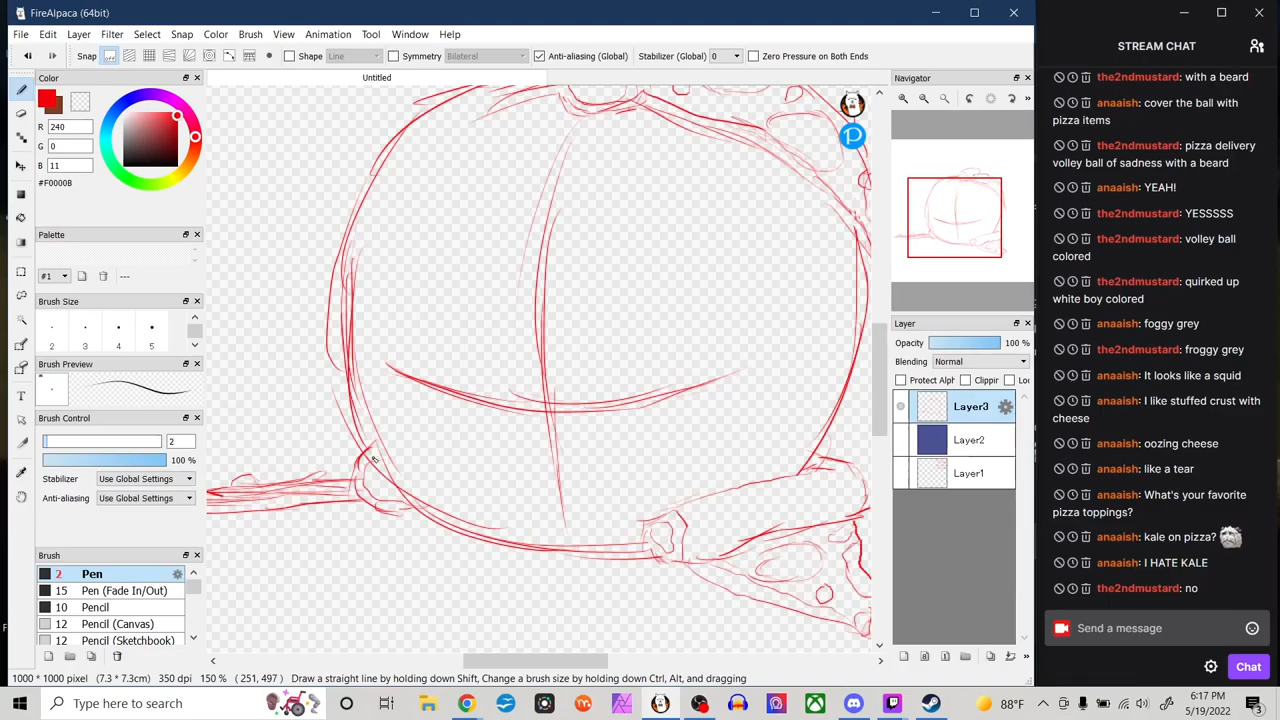 FireAlpaca (64bit)
File Edit Layer Filter Select Snap Color Brush View Animation Tool Window Help
Snap Shape Line Symmetry Bilateral Anti-aliasing (Global) Stabilizer (Global) 0 Zero Pressure on Both Ends
Color
Untitled
Navigator
R 240
G 0
B 11
#F0000B
Palette
#1 ---
Brush Size
2 3 4 5
Brush Preview
Brush Control
2
100 %
Stabilizer Use Global Settings
Anti-aliasing Use Global Settings
Brush
2 Pen
15 Pen (Fade In/Out)
10 Pencil
12 Pencil (Canvas)
12 Pencil (Sketchbook)
Layer
Opacity 100 %
Blending Normal
Protect Alph Clippir Loc
Layer3
Layer2
Layer1
1000 * 1000 pixel (7.3 * 7.3cm) 350 dpi 150 % (251, 497) Draw a straight line by holding down Shift, Change a brush size by holding down Ctrl, Alt, and dragging
STREAM CHAT
the2ndmustard: with a beard
anaaish: cover the ball with
pizza items
the2ndmustard: pizza delivery
volley ball of sadness with a beard
anaaish: YEAH!
the2ndmustard: YESSSSS
the2ndmustard: volley ball
colored
the2ndmustard: quirked up
white boy colored
anaaish: foggy grey
the2ndmustard: froggy grey
anaaish: It looks like a squid
anaaish: I like stuffed crust with
cheese
anaaish: oozing cheese
anaaish: like a tear
anaaish: What's your favorite
pizza toppings?
anaaish: kale on pizza?
anaaish: I HATE KALE
the2ndmustard: no
Send a message
Chat
Type here to search
88°F
6:17 PM
5/19/2022
3